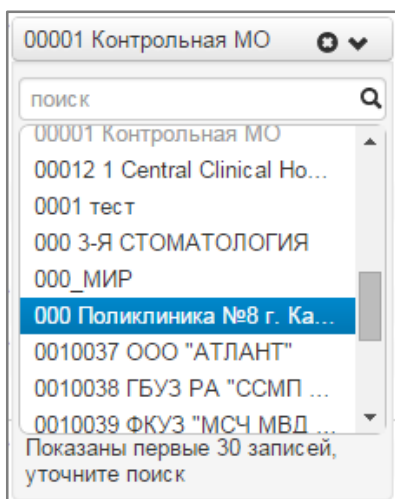 00001 Контрольная МО
поиск
00001 Контрольная МО
00012 1 Central Clinical Ho...
0001 тест
000 3-Я СТОМАТОЛОГИЯ
000_МИР
000 Поликлиника №8 г. Ка...
0010037 ООО "АТЛАНТ"
0010038 ГБУЗ РА "ССМП ...
0010039 ФКУЗ "МСЧ МВД ...
Показаны первые 30 записей,
уточните поиск